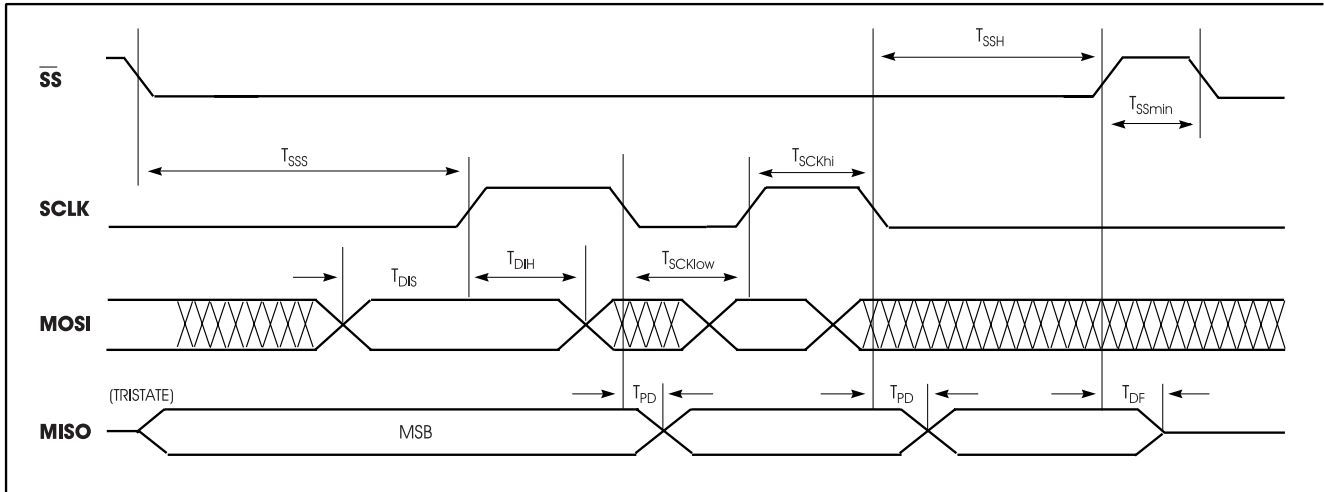 T_SSH
SS
T_SSmin
T_SSS
T_SCKhi
SCLK
T_DIS
T_DIH
T_SCKlow
MOSI
(TRISTATE)
T_PD
T_PD
T_DF
MISO
MSB